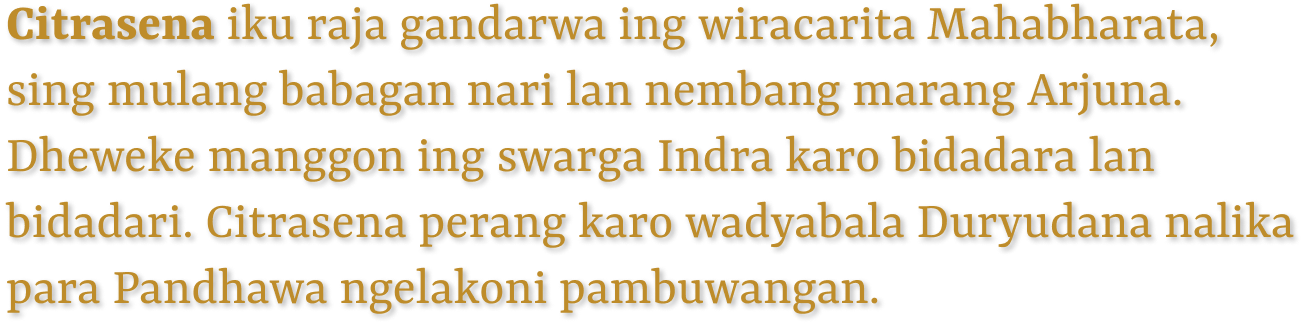 Citrasena iku raja gandarwa ing wiracarita Mahabharata,
sing mulang babagan nari lan nembang marang Arjuna.
Dheweke manggon ing swarga Indra karo bidadara lan
bidadari. Citrasena perang karo wadyabala Duryudana nalika
para Pandhawa ngelakoni pambuwangan.